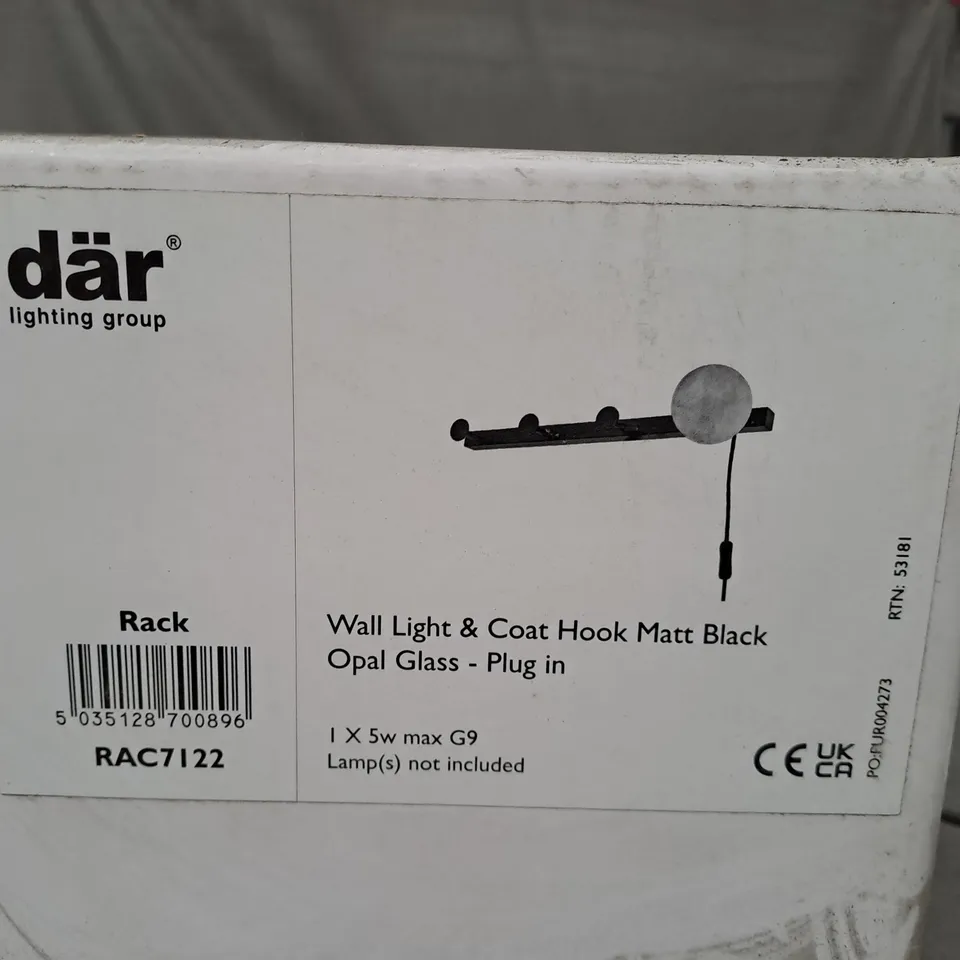 där®
lighting group
Rack
5 035128 700896
RAC7122
Wall Light & Coat Hook Matt Black
Opal Glass - Plug in
1 X 5w max G9
Lamp(s) not included
CE UK
CA
RTN: 53181
PO:PUR004273